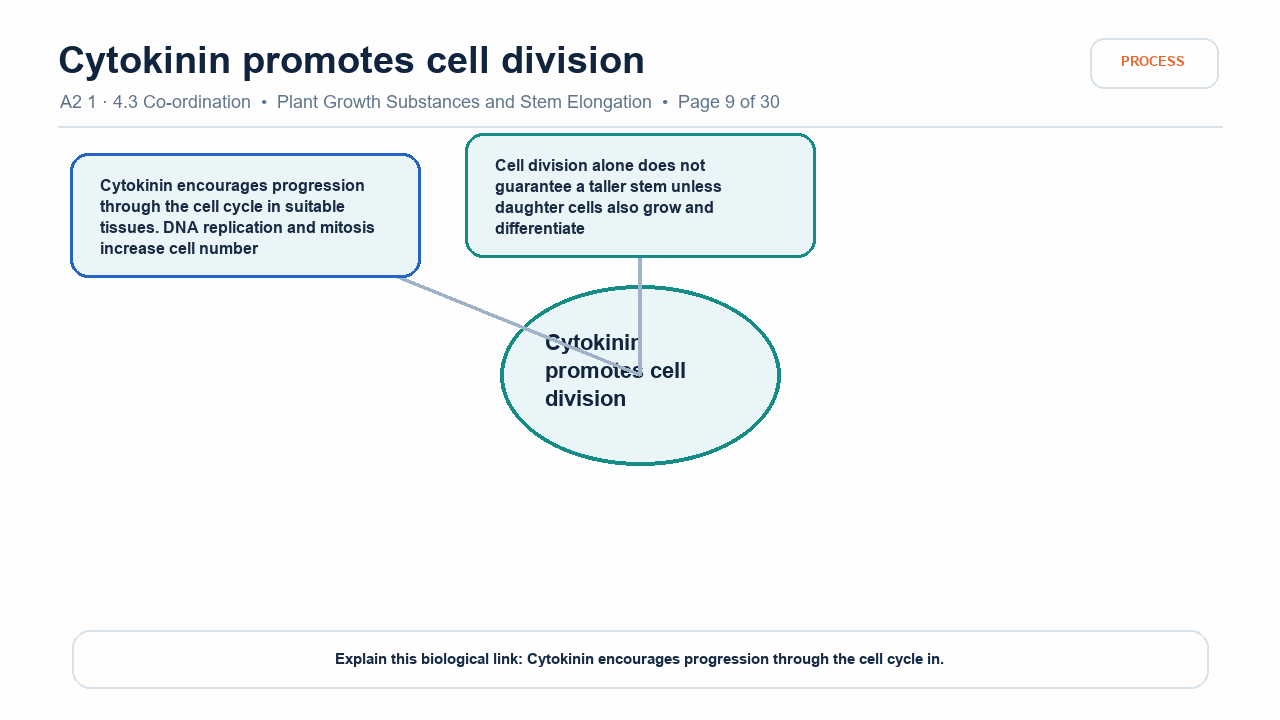 Cytokinin promotes cell division
PROCESS
A2 1 · 4.3 Co-ordination • Plant Growth Substances and Stem Elongation • Page 9 of 30
Cytokinin encourages progression
through the cell cycle in suitable
tissues. DNA replication and mitosis
increase cell number
Cell division alone does not
guarantee a taller stem unless
daughter cells also grow and
differentiate
Cytokinin
promotes cell
division
Explain this biological link: Cytokinin encourages progression through the cell cycle in.